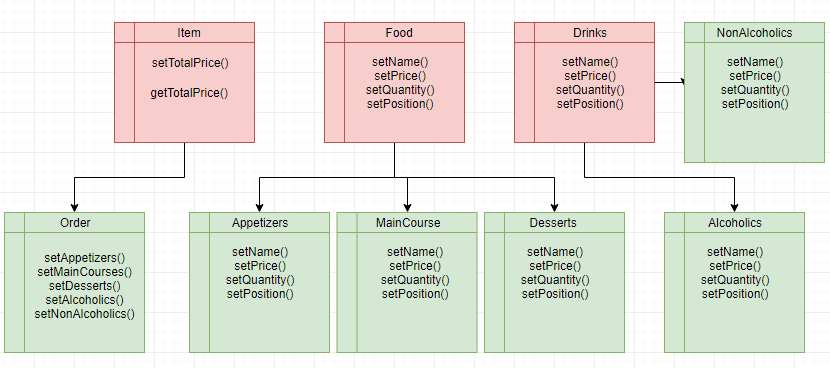 Item
setTotalPrice()
getTotalPrice()
Food
setName()
setPrice()
setQuantity()
setPosition()
Drinks
setName()
setPrice()
setQuantity()
setPosition()
NonAlcoholics
setName()
setPrice()
setQuantity()
setPosition()
Order
setAppetizers()
setMainCourses()
setDesserts()
setAlcoholics()
setNonAlcoholics()
Appetizers
setName()
setPrice()
setQuantity()
setPosition()
MainCourse
setName()
setPrice()
setQuantity()
setPosition()
Desserts
setName()
setPrice()
setQuantity()
setPosition()
Alcoholics
setName()
setPrice()
setQuantity()
setPosition()